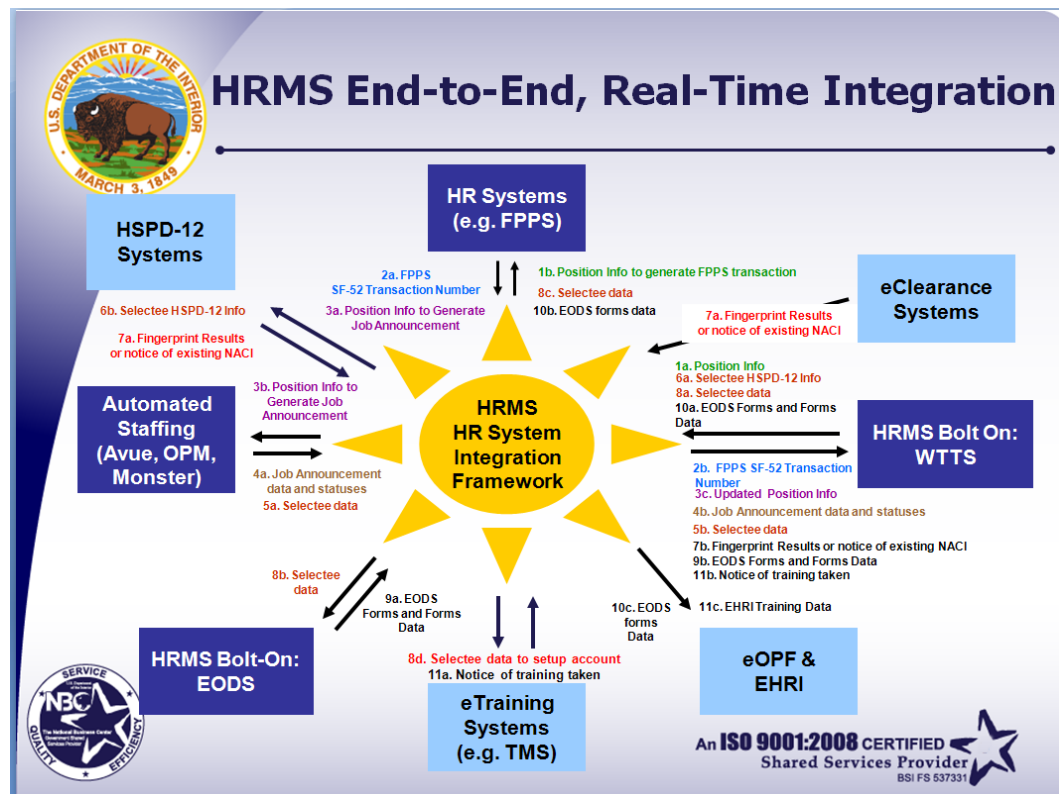 U.S. DEPARTMENT OF THE INTERIOR
MARCH 3, 1849
HRMS End-to-End, Real-Time Integration
HSPD-12
Systems
HR Systems
(e.g. FPPS)
eClearance
Systems
2a. FPPS
SF-52 Transaction Number
3a. Position Info to Generate
Job Announcement
1b. Position Info to generate FPPS transaction
8c. Selectee data
10b. EODS forms data
6b. Selectee HSPD-12 Info
7a. Fingerprint Results
or notice of existing NACI
7a. Fingerprint Results
or notice of existing NACI
3b. Position Info to
Generate Job
Announcement
1a. Position Info
6a. Selectee HSPD-12 Info
8a. Selectee data
10a. EODS Forms and Forms
Data
Automated
Staffing
(Avue, OPM,
Monster)
HRMS
HR System
Integration
Framework
HRMS Bolt On:
WTTS
4a. Job Announcement
data and statuses
5a. Selectee data
2b. FPPS SF-52 Transaction
Number
3c. Updated Position Info
4b. Job Announcement data and statuses
5b. Selectee data
7b. Fingerprint Results or notice of existing NACI
9b. EODS Forms and Forms Data
11b. Notice of training taken
8b. Selectee
data
9a. EODS
Forms and Forms
Data
10c. EODS
forms
Data
11c. EHRI Training Data
8d. Selectee data to setup account
11a. Notice of training taken
HRMS Bolt-On:
EODS
eTraining
Systems
(e.g. TMS)
eOPF &
EHRI
SERVICE
NBC
The National Business Center
QUALITY
EFFICIENCY
An ISO 9001:2008 CERTIFIED
Shared Services Provider
BSI FS 537331